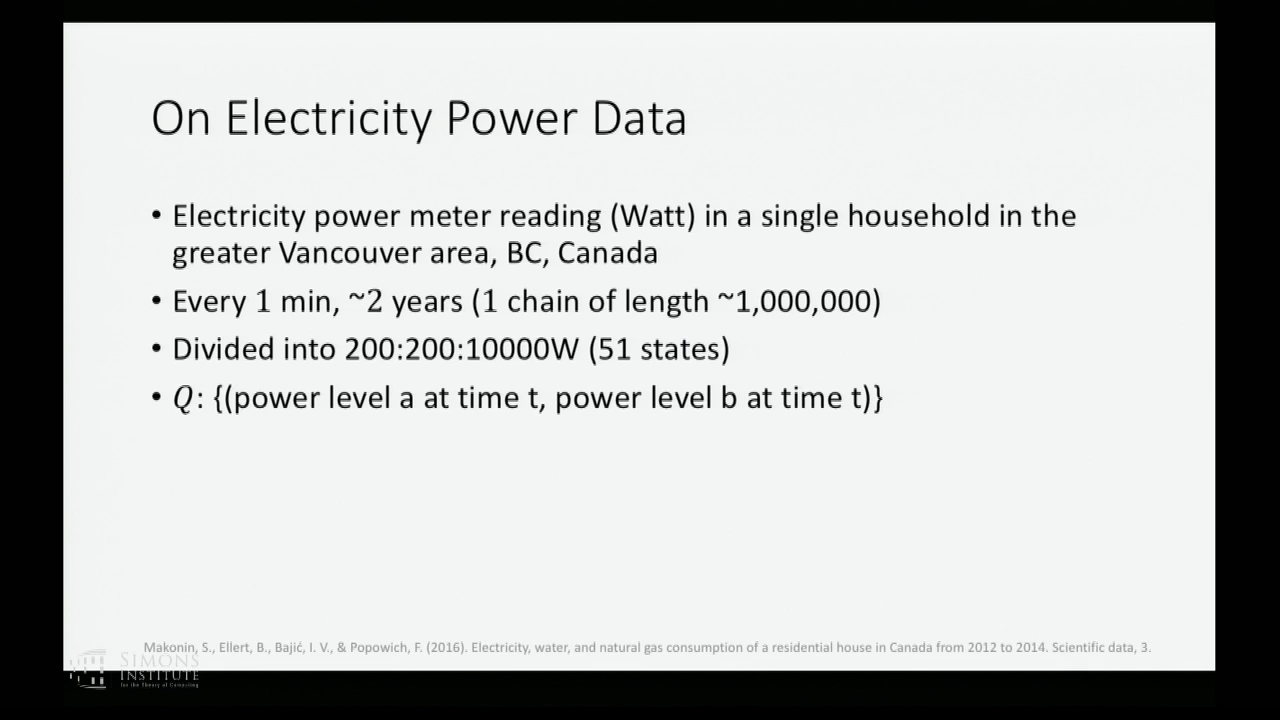 On Electricity Power Data
• Electricity power meter reading (Watt) in a single household in the
greater Vancouver area, BC, Canada
• Every 1 min, ~2 years (1 chain of length ~1,000,000)
• Divided into 200:200:10000W (51 states)
• Q: {(power level a at time t, power level b at time t)}
Makonin, S., Ellert, B., Bajić, I. V., & Popowich, F. (2016). Electricity, water, and natural gas consumption of a residential house in Canada from 2012 to 2014. Scientific data, 3.
SIMONS
INSTITUTE
for the Theory of Computing